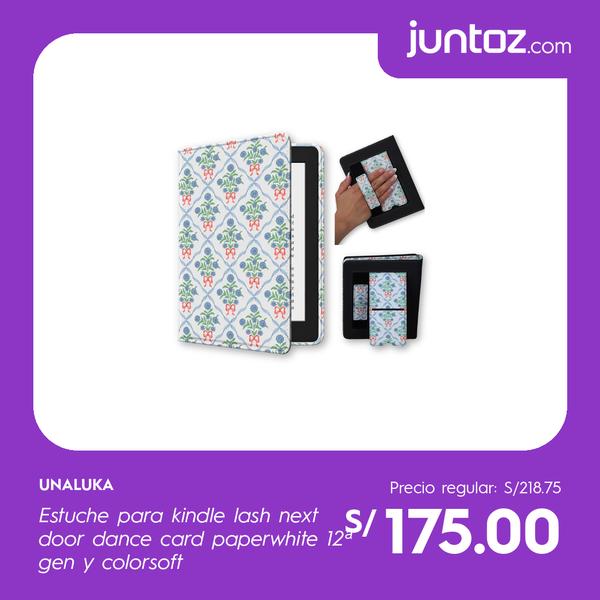 juntoz.com
UNALUKA
Estuche para kindle lash next
door dance card paperwhite 12ª
gen y colorsoft
Precio regular: S/218.75
S/ 175.00